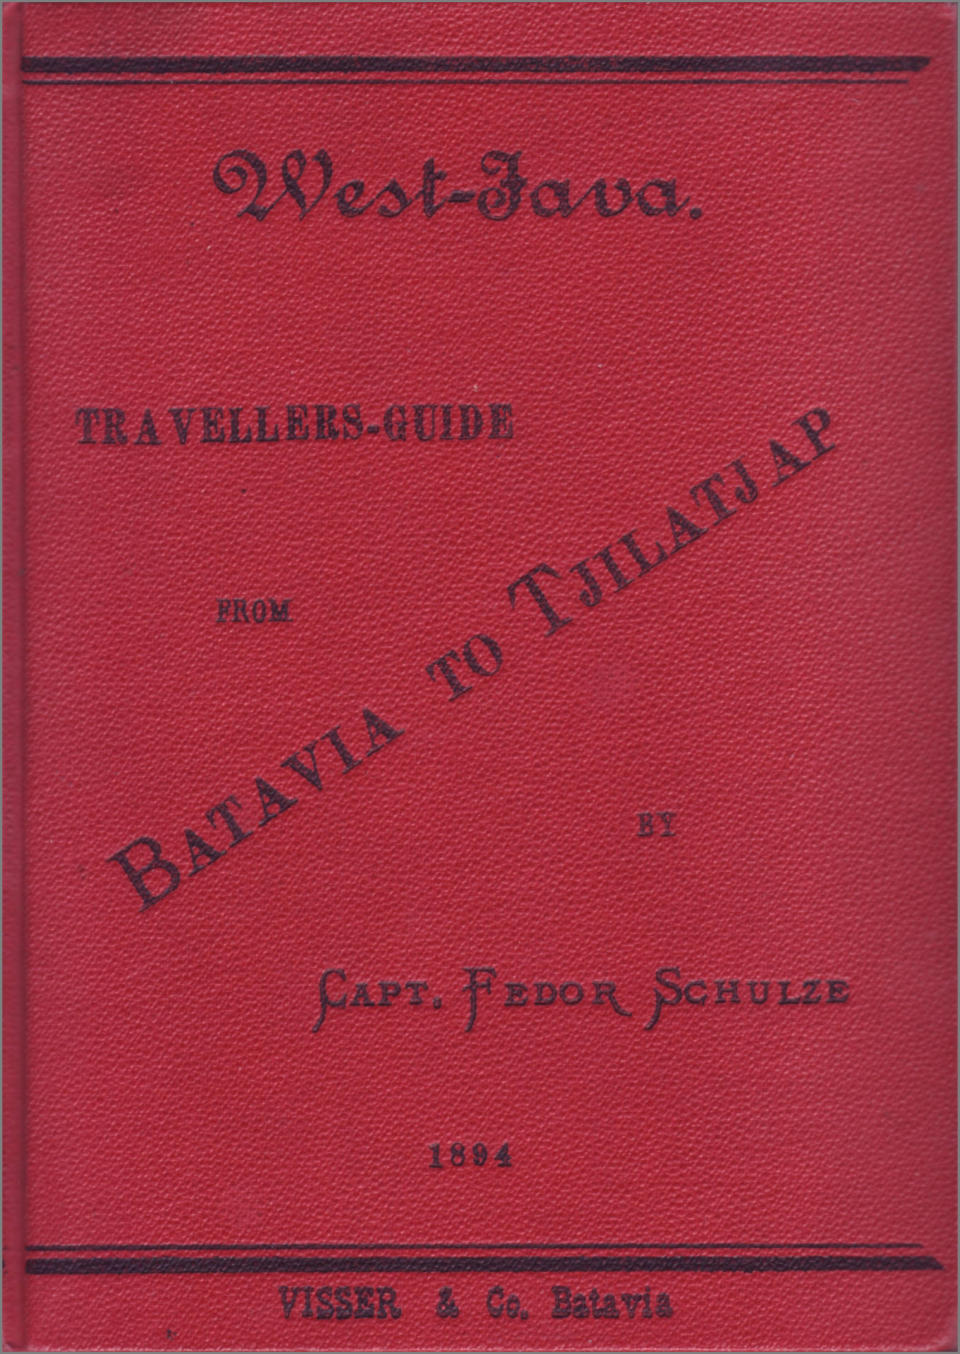 West-Java.
TRAVELLERS-GUIDE
FROM
BATAVIA TO TJILATJAP
BY
CAPT. FEDOR SCHULZE
1894
VISSER & Co. Batavia